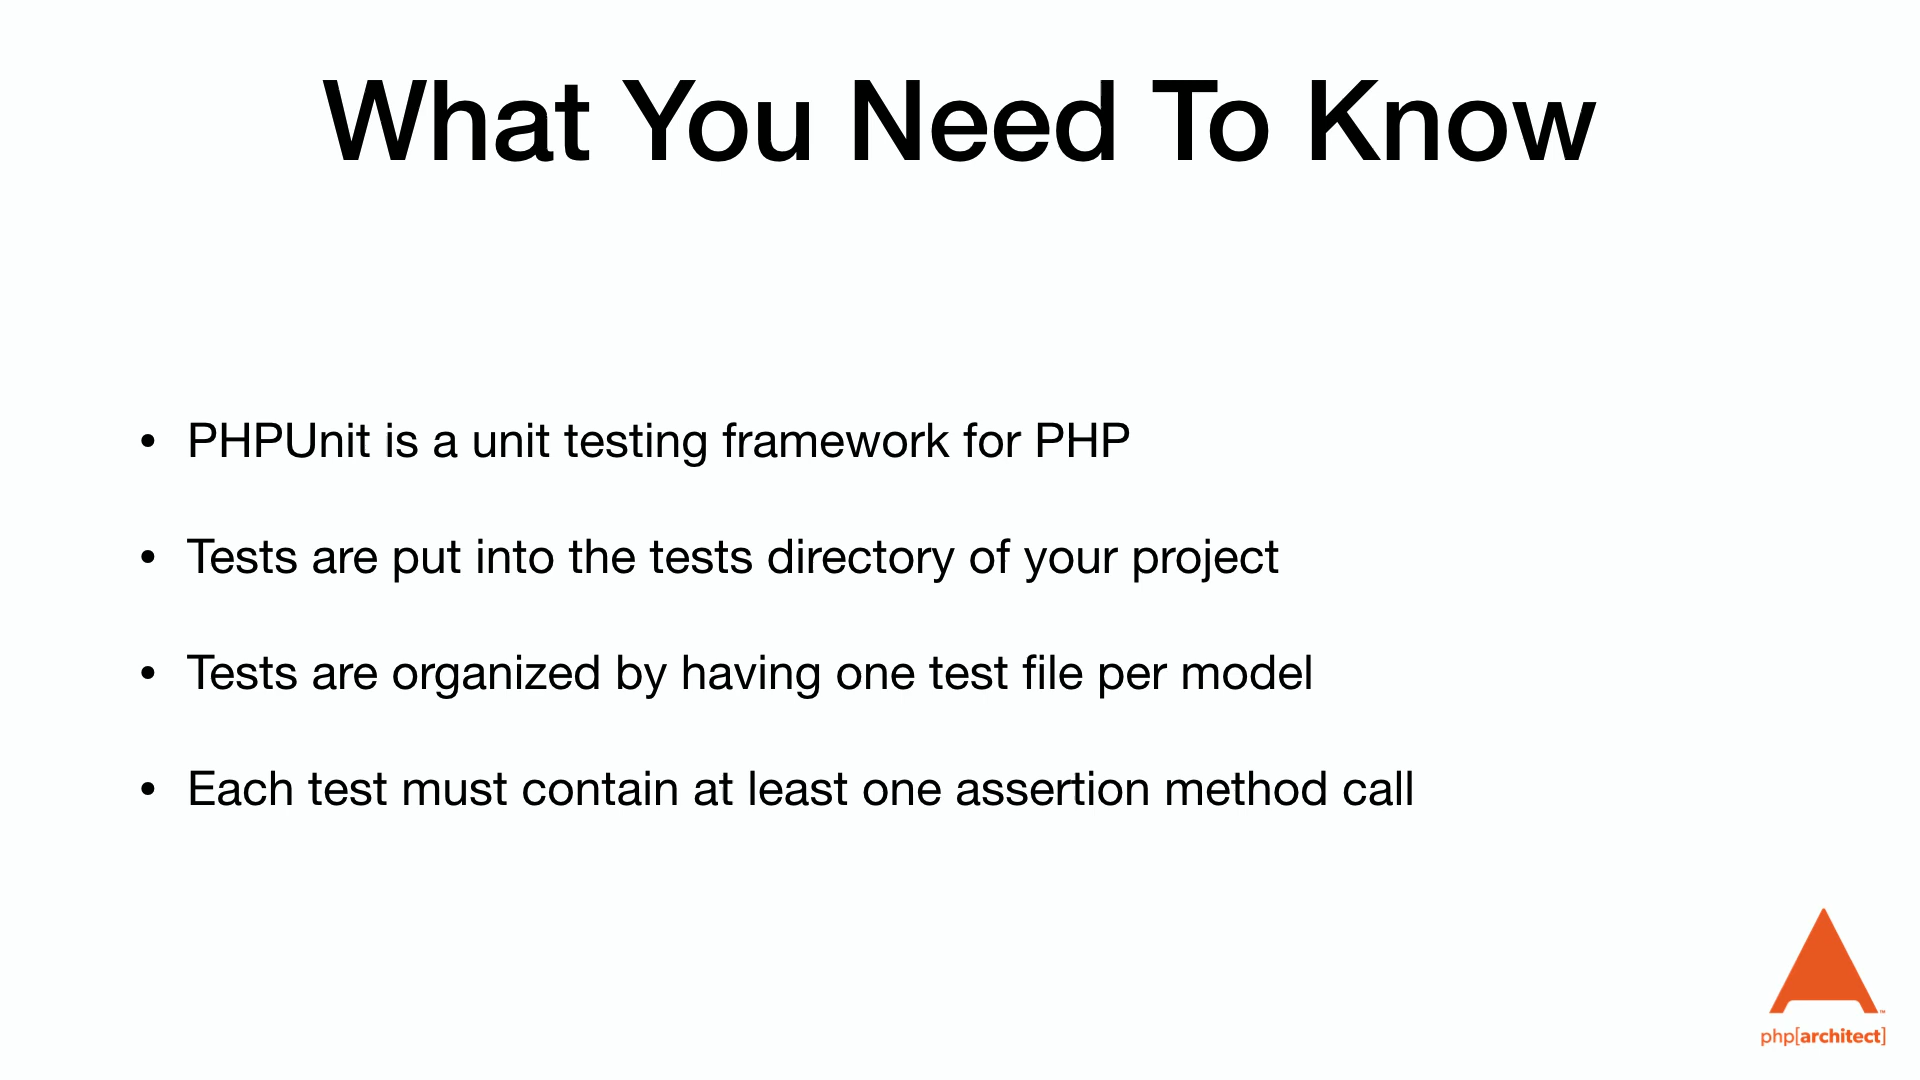 What You Need To Know
• PHPUnit is a unit testing framework for PHP
• Tests are put into the tests directory of your project
• Tests are organized by having one test file per model
• Each test must contain at least one assertion method call
php[architect]